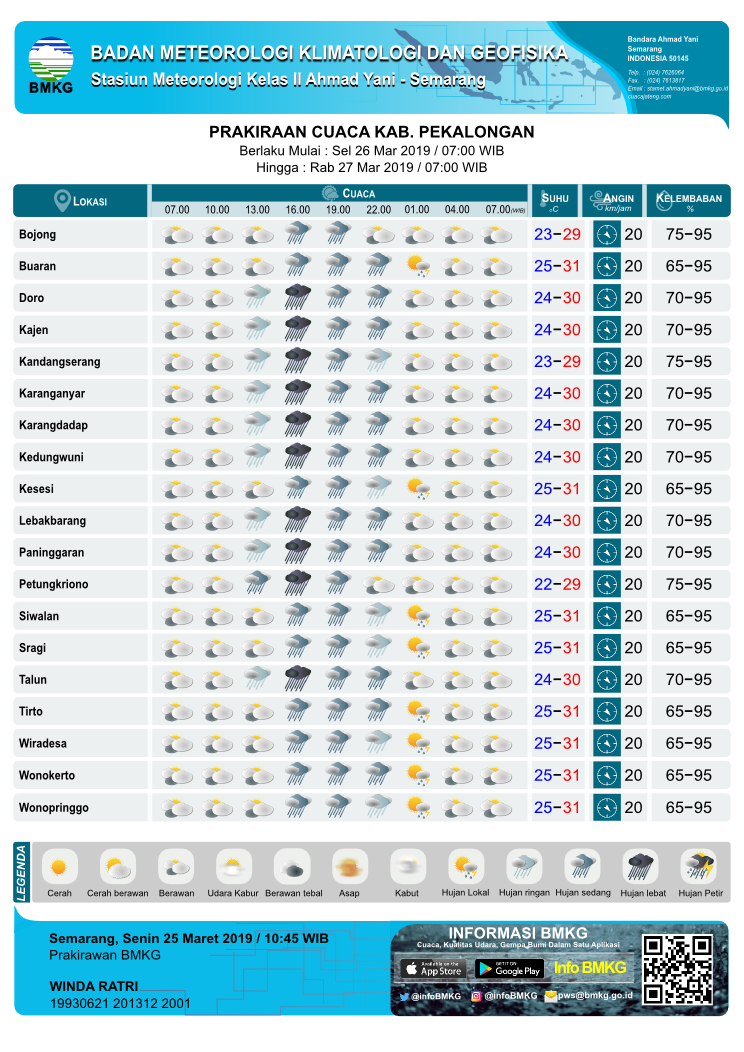 BMKG
BADAN METEOROLOGI KLIMATOLOGI DAN GEOFISIKA
Stasiun Meteorologi Kelas II Ahmad Yani - Semarang
Bandara Ahmad Yani
Semarang
INDONESIA 50145
Telp. : (024) 7626064
Fax. : (024) 7613917
Email : stamet.ahmadyani@bmkg.go.id
cuacajateng.com
PRAKIRAAN CUACA KAB. PEKALONGAN
Berlaku Mulai : Sel 26 Mar 2019 / 07:00 WIB
Hingga : Rab 27 Mar 2019 / 07:00 WIB
LOKASI CUACA SUHU °C ANGIN km/jam KELEMBABAN %
07.00 10.00 13.00 16.00 19.00 22.00 01.00 04.00 07.00 (WIB)
Bojong 23-29 20 75-95
Buaran 25-31 20 65-95
Doro 24-30 20 70-95
Kajen 24-30 20 70-95
Kandangserang 23-29 20 75-95
Karanganyar 24-30 20 70-95
Karangdadap 24-30 20 70-95
Kedungwuni 24-30 20 70-95
Kesesi 25-31 20 65-95
Lebakbarang 24-30 20 70-95
Paninggaran 24-30 20 70-95
Petungkriono 22-29 20 75-95
Siwalan 25-31 20 65-95
Sragi 25-31 20 65-95
Talun 24-30 20 70-95
Tirto 25-31 20 65-95
Wiradesa 25-31 20 65-95
Wonokerto 25-31 20 65-95
Wonopringgo 25-31 20 65-95
LEGENDA
Cerah Cerah berawan Berawan Udara Kabur Berawan tebal Asap Kabut Hujan Lokal Hujan ringan Hujan sedang Hujan lebat Hujan Petir
Semarang, Senin 25 Maret 2019 / 10:45 WIB
Prakirawan BMKG
WINDA RATRI
19930621 201312 2001
INFORMASI BMKG
Cuaca, Kualitas Udara, Gempa Bumi Dalam Satu Aplikasi
Available on the App Store
GET IT ON Google Play
Info BMKG
@infoBMKG @infoBMKG pws@bmkg.go.id